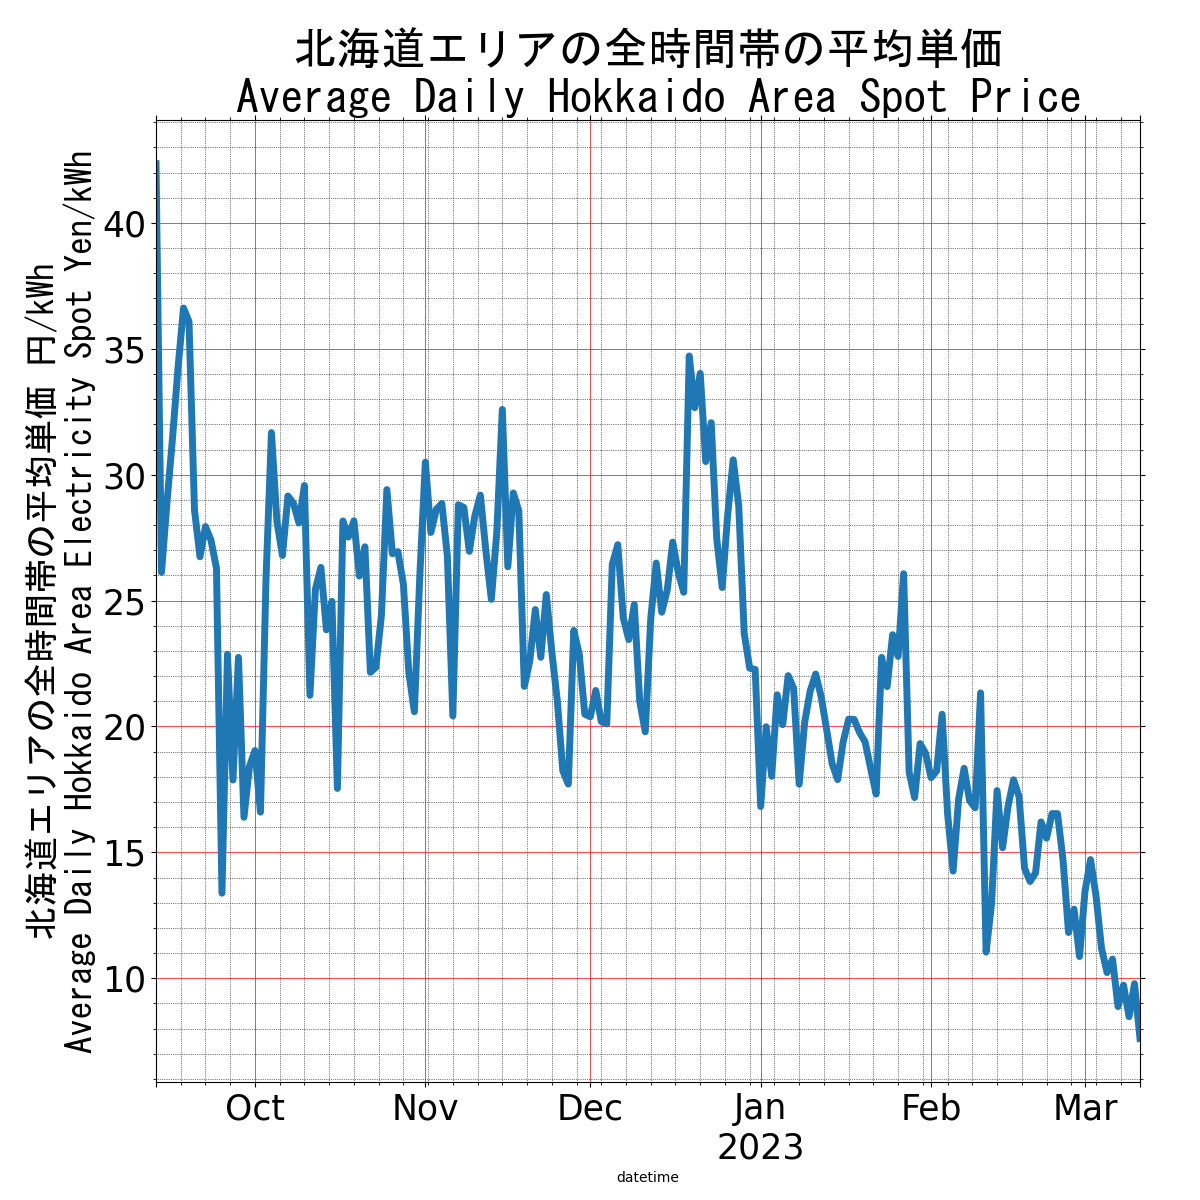 北海道エリアの全時間帯の平均単価
Average Daily Hokkaido Area Spot Price
北海道エリアの全時間帯の平均単価 円/kWh
Average Daily Hokkaido Area Electricity Spot Yen/kWh
40
35
30
25
20
15
10
Oct
Nov
Dec
Jan
2023
Feb
Mar
datetime